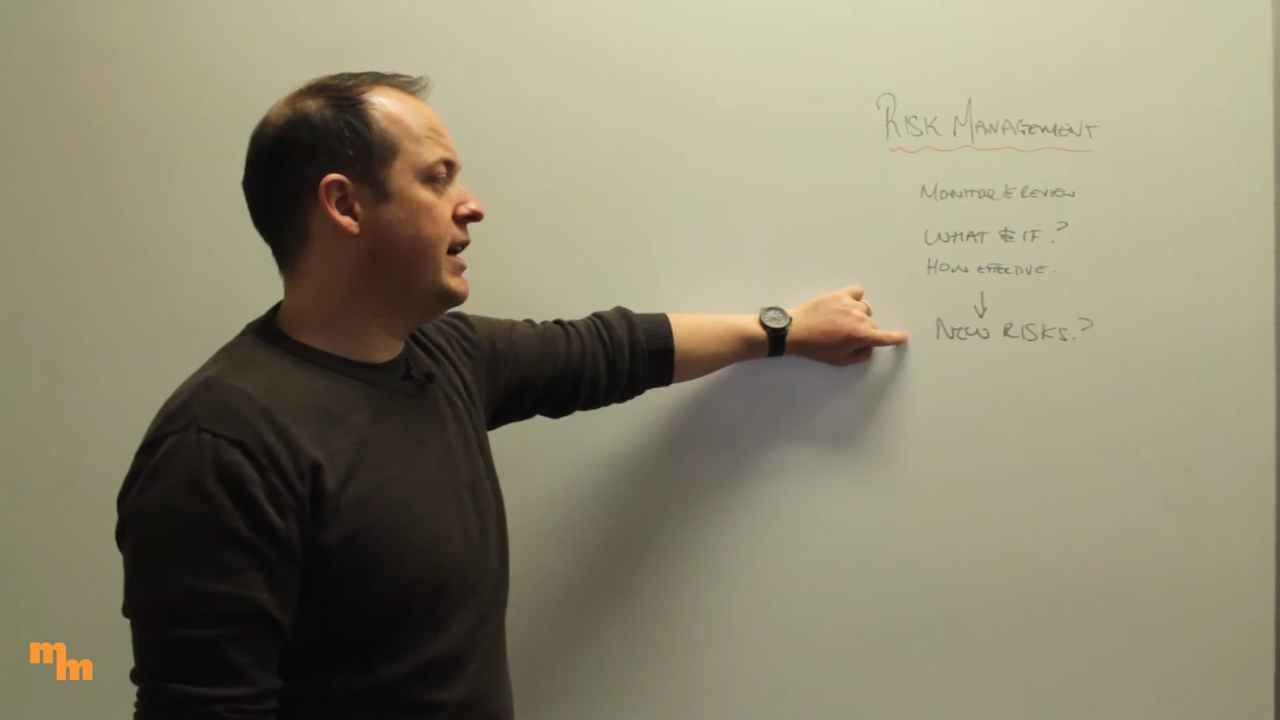 RISK MANAGEMENT
MONITOR & REVIEW
WHAT IF?
HOW EFFECTIVE.
↓
NEW RISKS?
mm